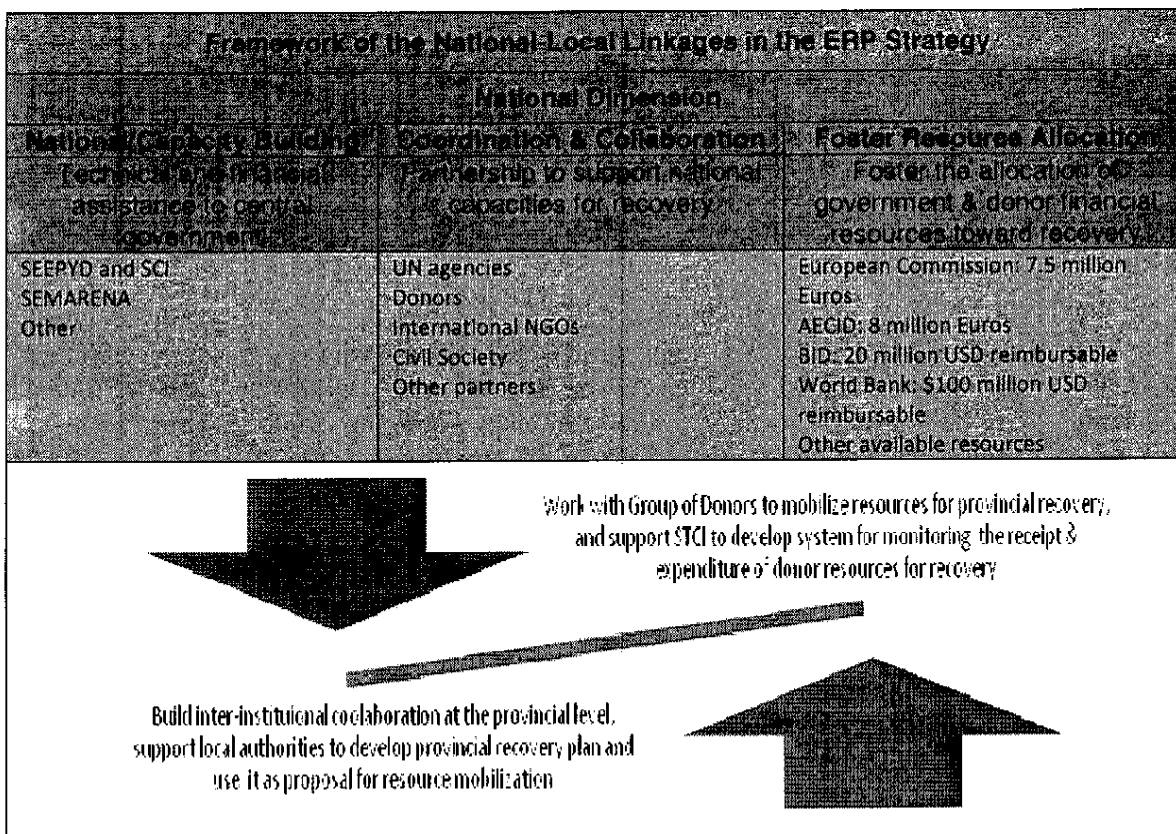 Framework of the National-Local Linkages in the ERP Strategy
National Dimension
National Capacity Building
Technical and financial
assistance to central
government
Coordination & Collaboration
Partnership to support national
capacities for recovery
Foster Resource Allocation
Foster the allocation of
government & donor financial
resources toward recovery
SEEPYD and SCI
SEMARENA
Other
UN agencies
Donors
International NGOs
Civil Society
Other partners
European Commission: 7.5 million
Euros
AECID: 8 million Euros
BID: 20 million USD reimbursable
World Bank: $100 million USD
reimbursable
Other available resources
Work with Group of Donors to mobilize resources for provincial recovery,
and support STCI to develop system for monitoring the receipt &
expenditure of donor resources for recovery
Build inter-instituional coolaboration at the provincial level,
support local authorities to develop provincial recovery plan and
use it as proposal for resource mobilization